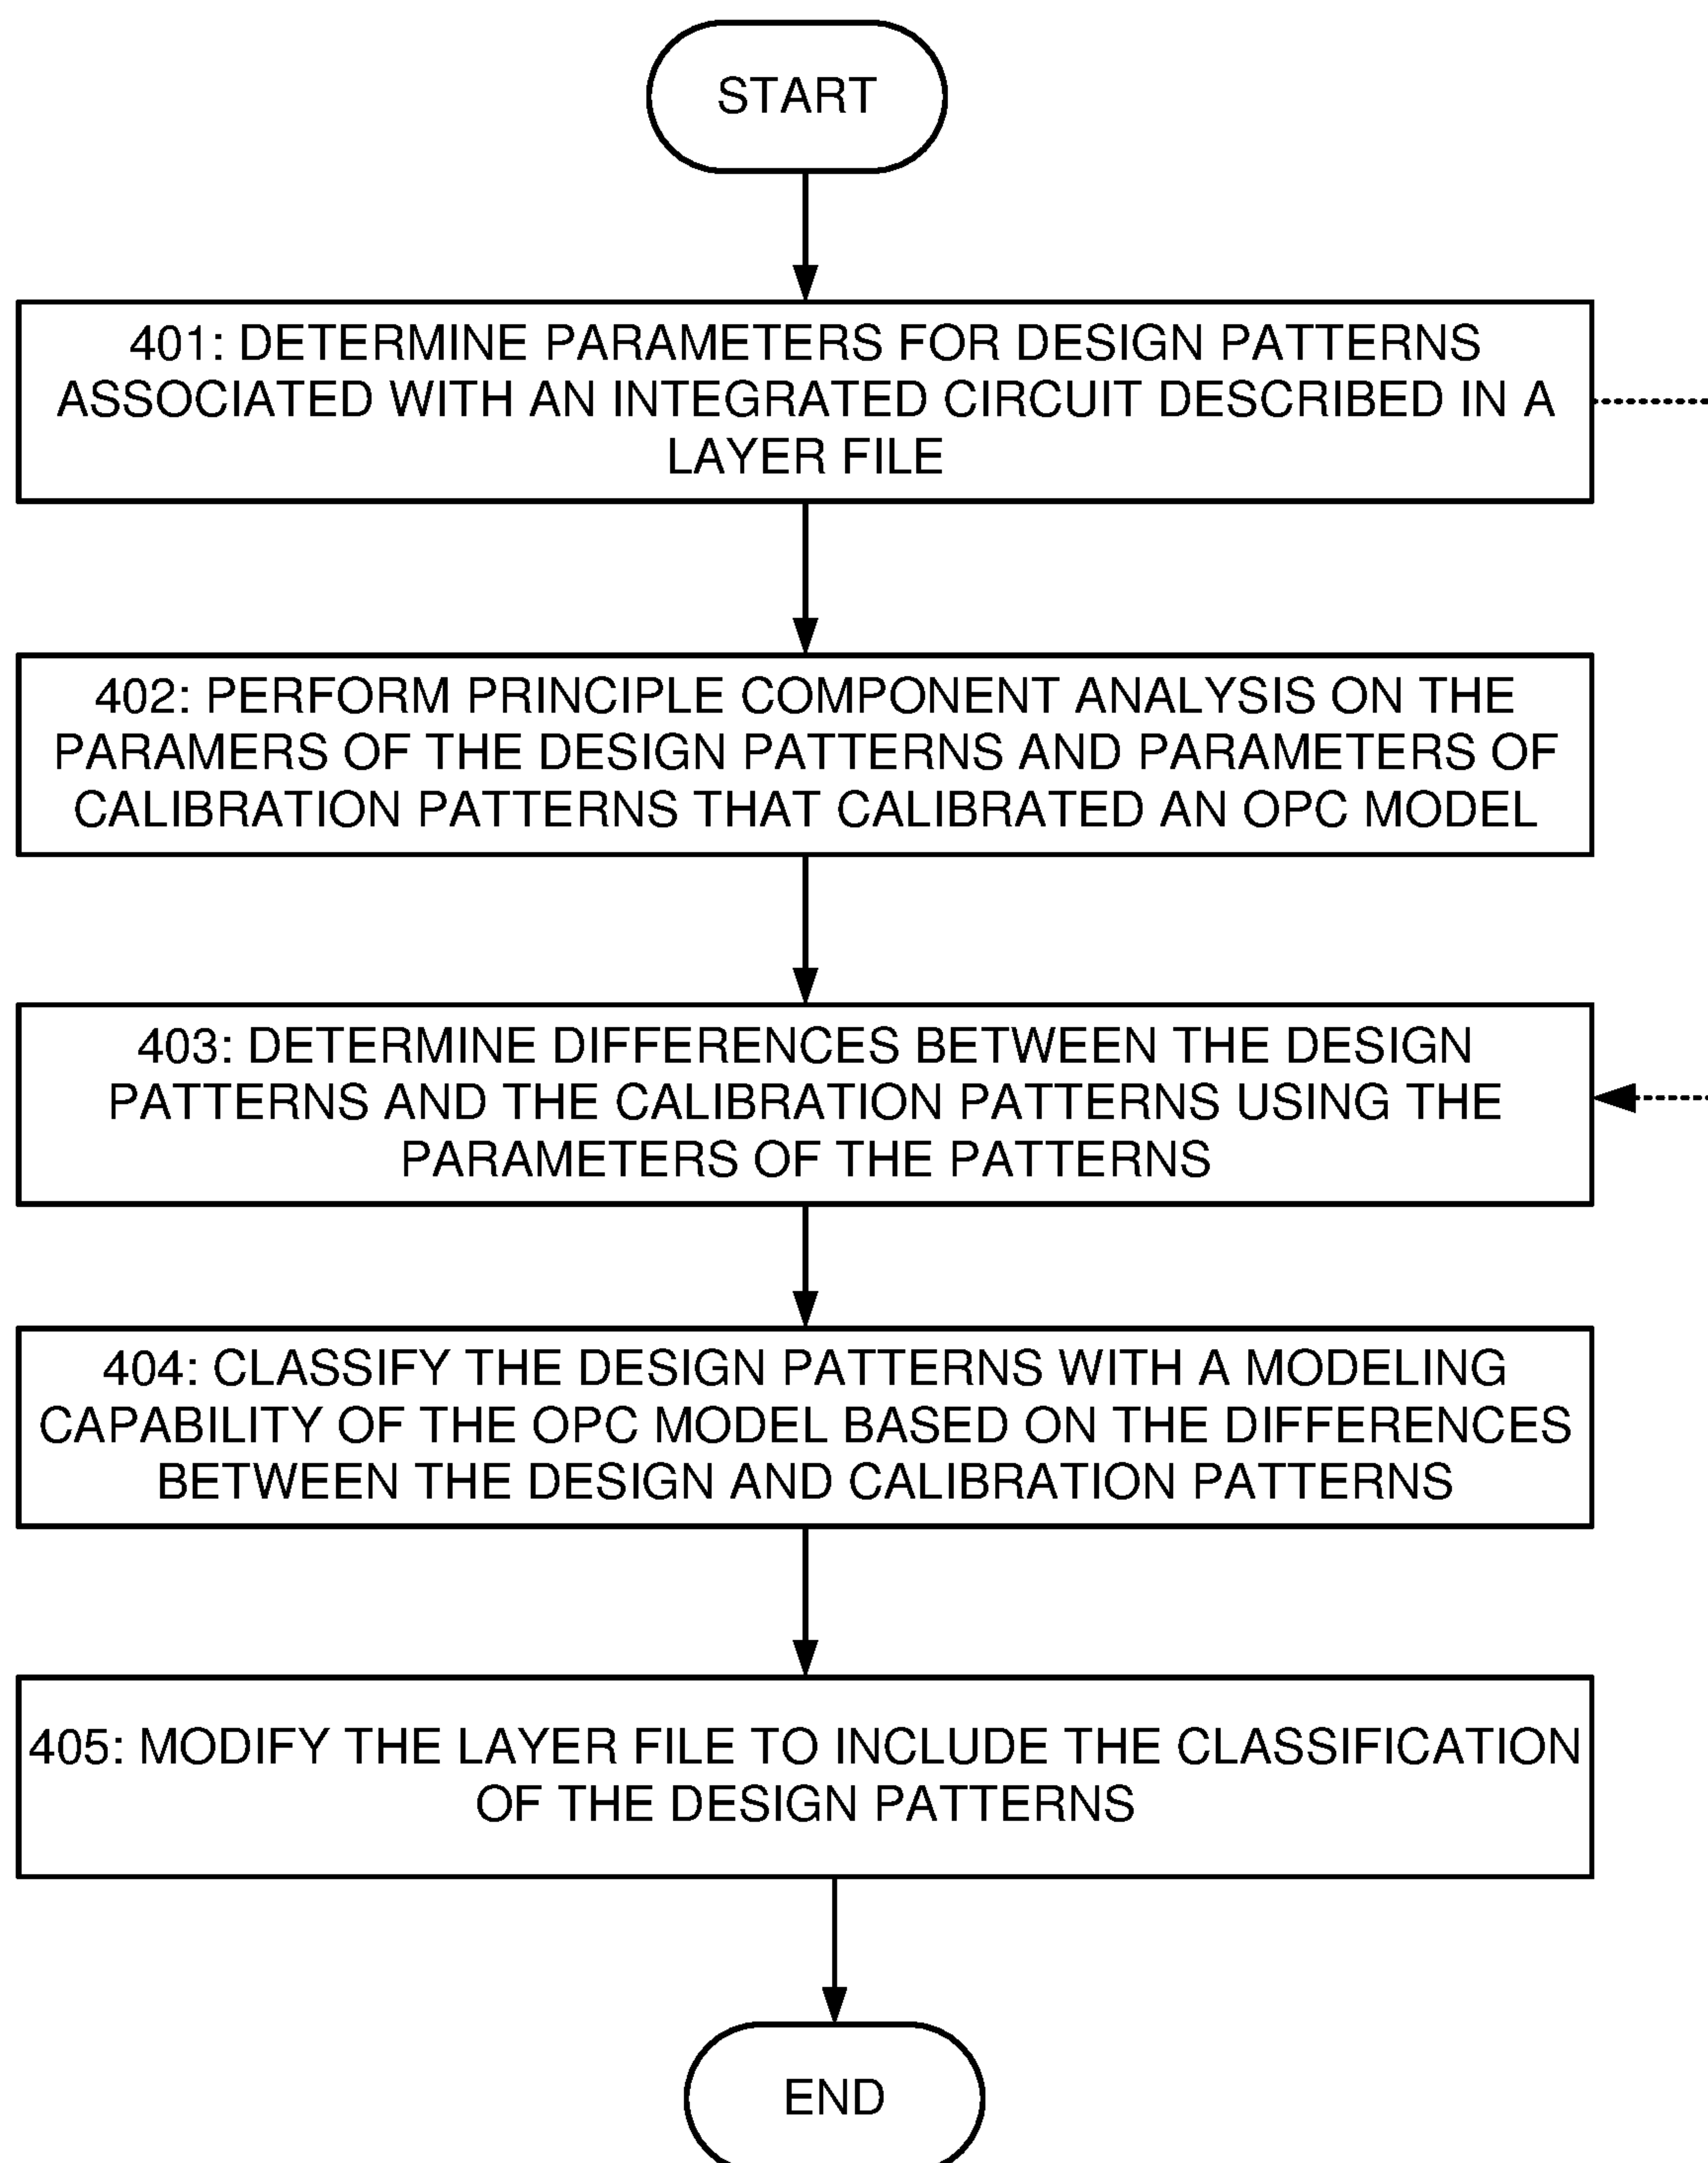 START
401: DETERMINE PARAMETERS FOR DESIGN PATTERNS
ASSOCIATED WITH AN INTEGRATED CIRCUIT DESCRIBED IN A
LAYER FILE
402: PERFORM PRINCIPLE COMPONENT ANALYSIS ON THE
PARAMERS OF THE DESIGN PATTERNS AND PARAMETERS OF
CALIBRATION PATTERNS THAT CALIBRATED AN OPC MODEL
403: DETERMINE DIFFERENCES BETWEEN THE DESIGN
PATTERNS AND THE CALIBRATION PATTERNS USING THE
PARAMETERS OF THE PATTERNS
404: CLASSIFY THE DESIGN PATTERNS WITH A MODELING
CAPABILITY OF THE OPC MODEL BASED ON THE DIFFERENCES
BETWEEN THE DESIGN AND CALIBRATION PATTERNS
405: MODIFY THE LAYER FILE TO INCLUDE THE CLASSIFICATION
OF THE DESIGN PATTERNS
END